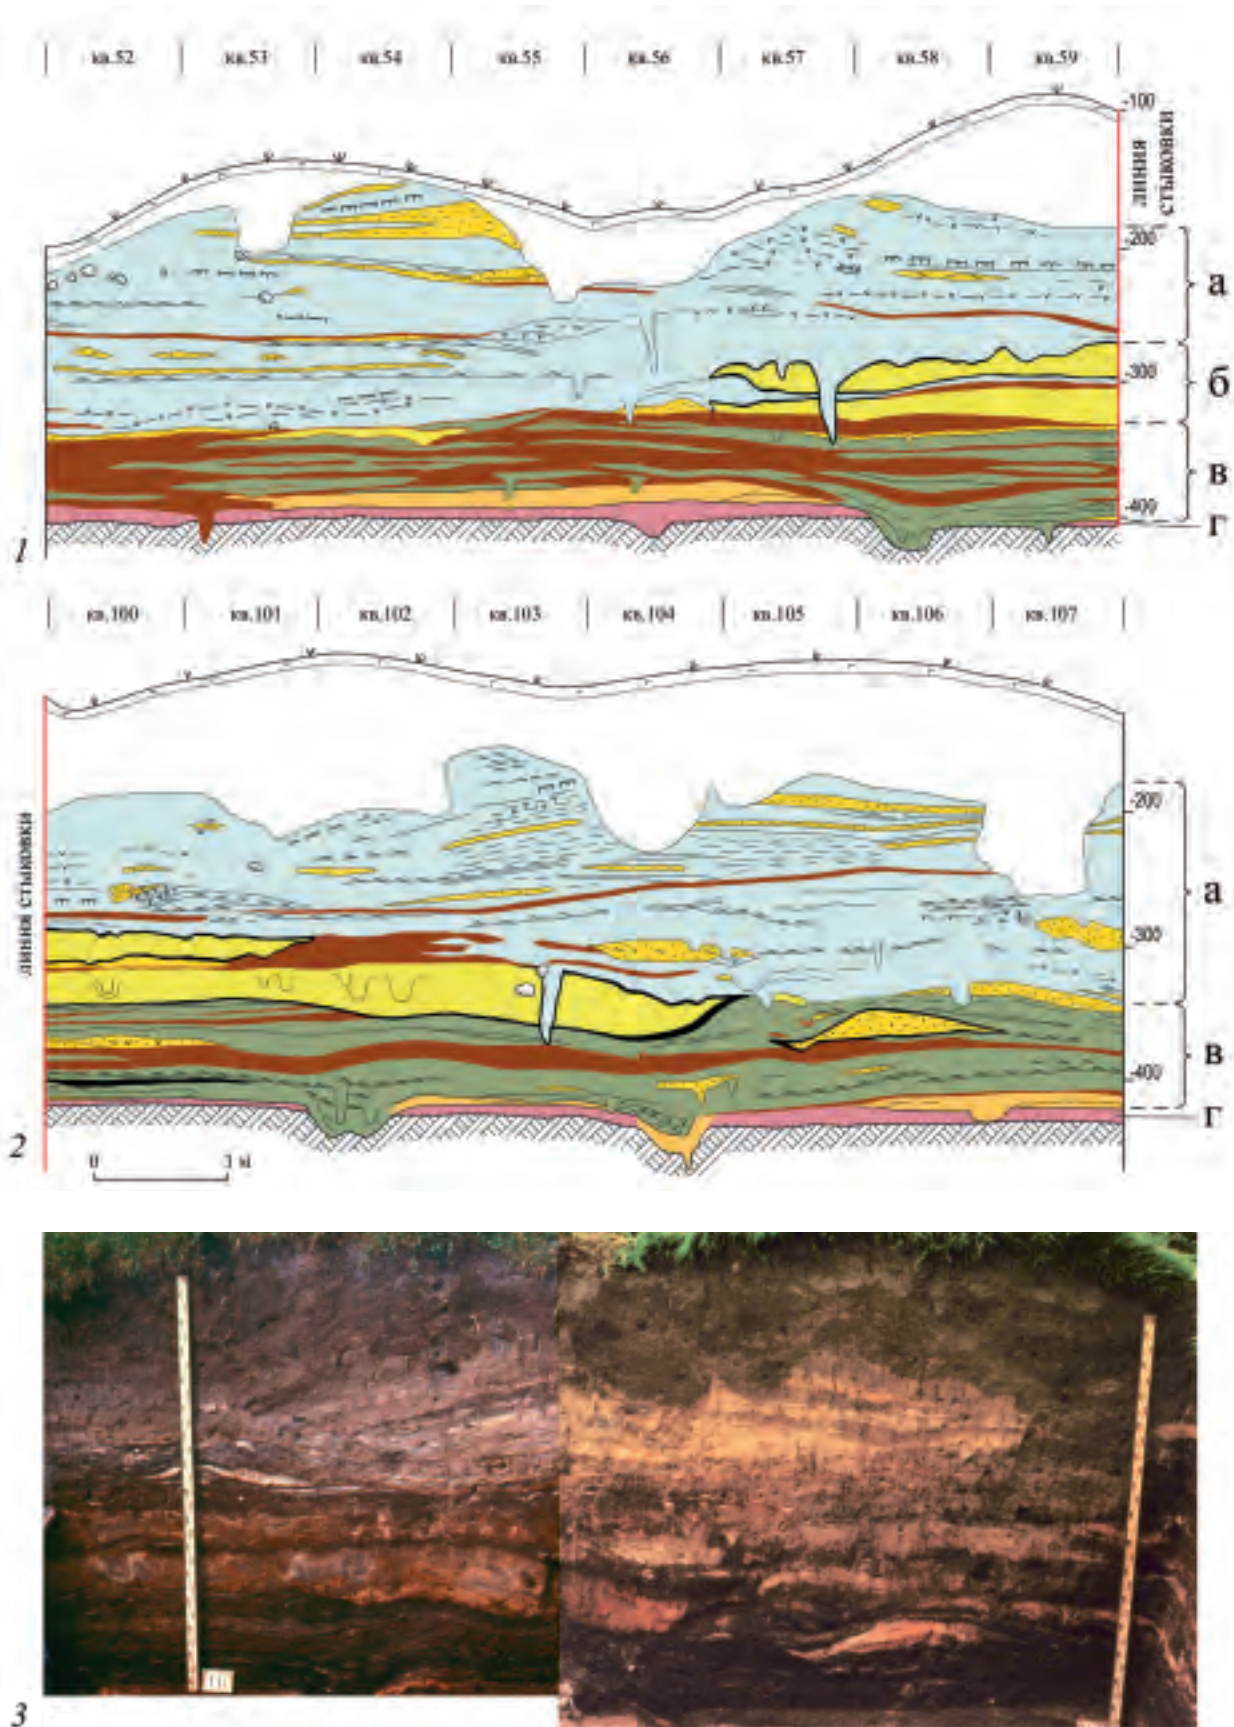 кв.52 кв.53 кв.54 кв.55 кв.56 кв.57 кв.58 кв.59
-100
линия стыковки
-200
а
-300
б
в
-400
г
1
кв.100 кв.101 кв.102 кв.103 кв.104 кв.105 кв.106 кв.107
линия стыковки
-200
а
-300
в
-400
г
2
0 3 м
3